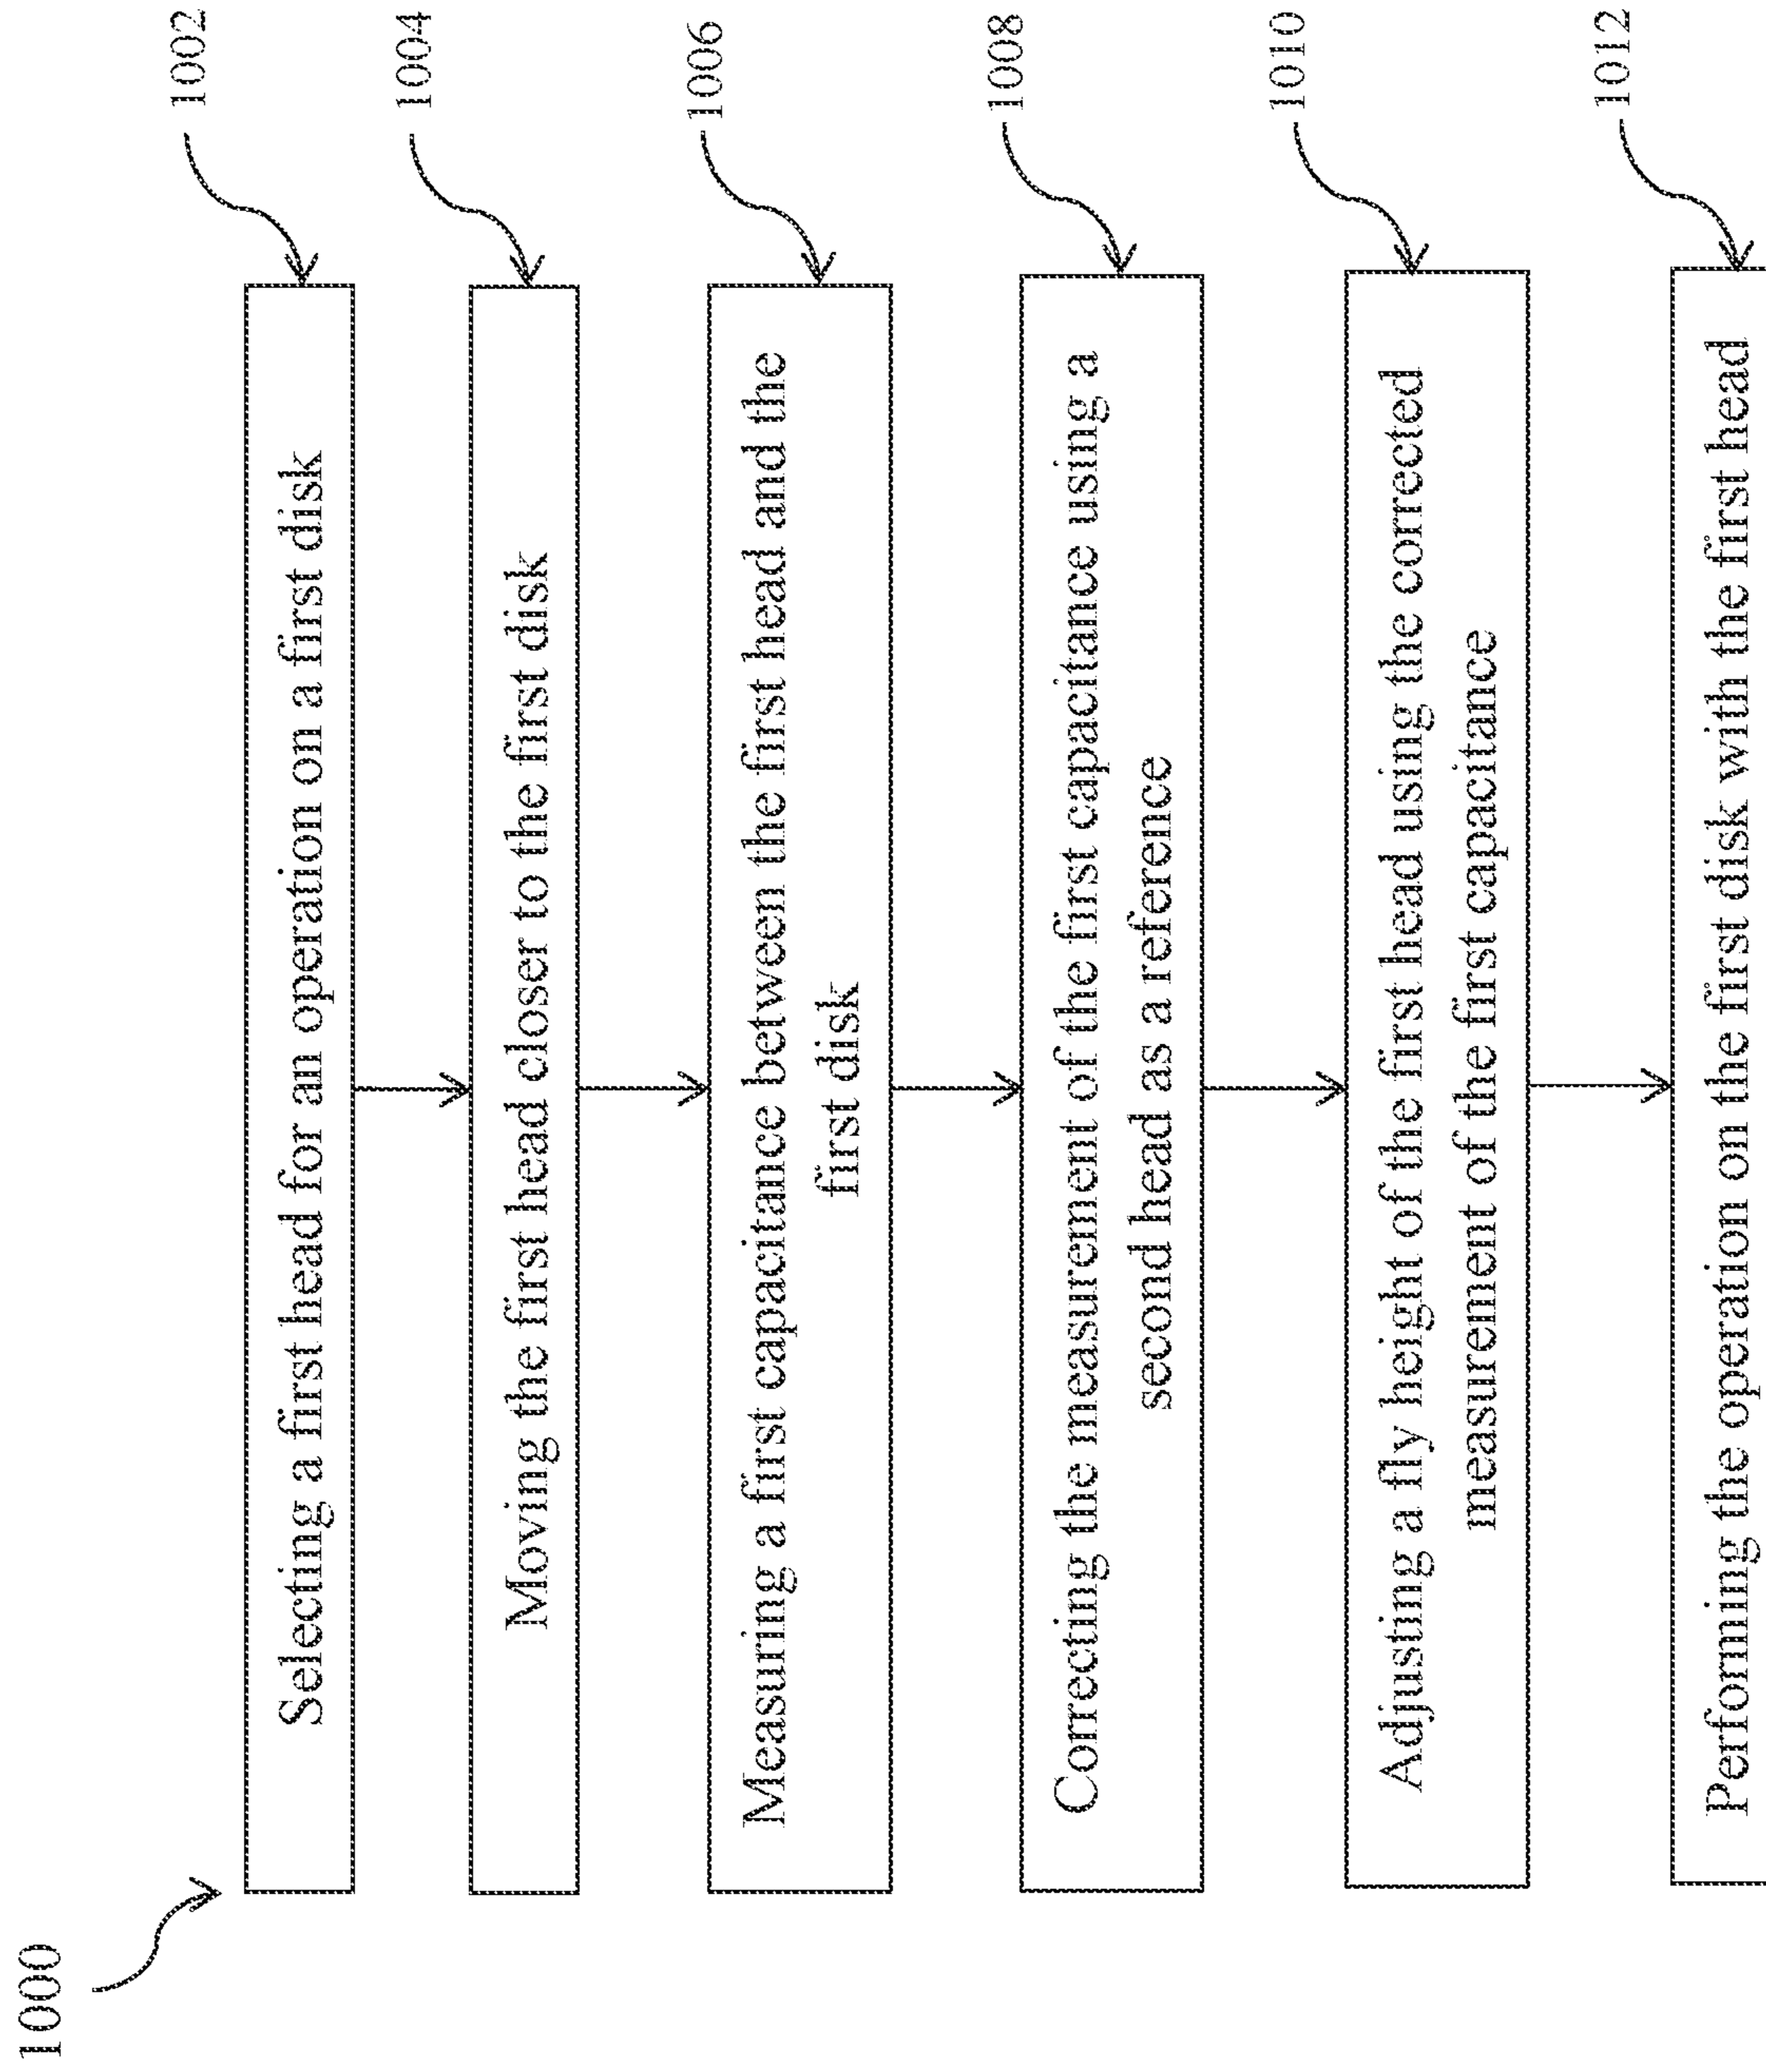 1000
1002
Selecting a first head for an operation on a first disk
1004
Moving the first head closer to the first disk
1006
Measuring a first capacitance between the first head and the
first disk
1008
Correcting the measurement of the first capacitance using a
second head as a reference
1010
Adjusting a fly height of the first head using the corrected
measurement of the first capacitance
1012
Performing the operation on the first disk with the first head